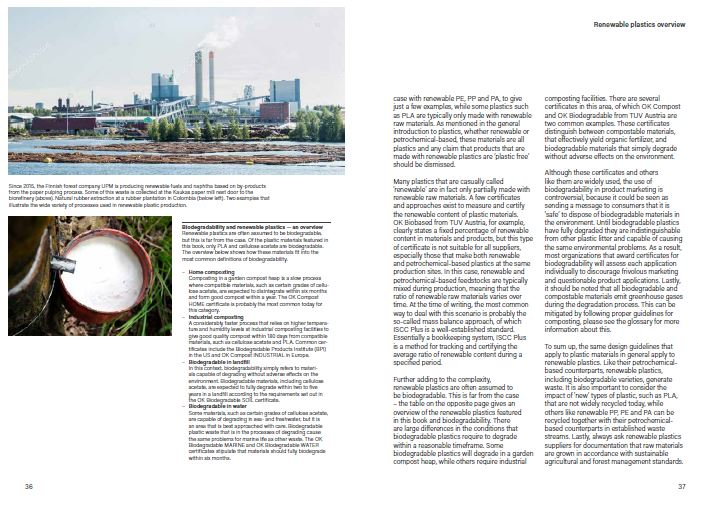 Since 2015, the Finnish forest company UPM is producing renewable fuels and naphtha based on by-products
from the paper pulping process. Some of this waste is collected at the Kaukas paper mill next door to the
biorefinery (above). Natural rubber extraction at a rubber plantation in Colombia (below left). Two examples that
illustrate the wide variety of processes used in renewable plastic production.
Biodegradability and renewable plastics — an overview
Renewable plastics are often assumed to be biodegradable,
but this is far from the case. Of the plastic materials featured in
this book, only PLA and cellulose acetate are biodegradable.
The overview below shows how these materials fit into the
most common definitions of biodegradability.
– Home composting
Composting in a garden compost heap is a slow process
where compatible materials, such as certain grades of cellu-
lose acetate, are expected to disintegrate within six months
and form good compost within a year. The OK Compost
HOME certificate is probably the most common today for
this category.
– Industrial composting
A considerably faster process that relies on higher tempera-
ture and humidity levels at industrial composting facilities to
give good quality compost within 180 days from compatible
materials, such as cellulose acetate and PLA. Common cer-
tificates include the Biodegradable Products Institute (BPI)
in the US and OK Compost INDUSTRIAL in Europe.
– Biodegradable in landfill
In this context, biodegradability simply refers to materi-
als capable of degrading without adverse effects on the
environment. Biodegradable materials, including cellulose
acetate, are expected to fully degrade within two to five
years in a landfill according to the requirements set out in
the OK Biodegradable SOIL certificate.
– Biodegradable in water
Some materials, such as certain grades of cellulose acetate,
are capable of degrading in sea- and freshwater, but it is
an area that is best approached with care. Biodegradable
plastic waste that is in the processes of degrading cause
the same problems for marine life as other waste. The OK
Biodegradable MARINE and OK Biodegradable WATER
certificates stipulate that materials should fully biodegrade
within six months.
36
Renewable plastics overview
case with renewable PE, PP and PA, to give
just a few examples, while some plastics such
as PLA are typically only made with renewable
raw materials. As mentioned in the general
introduction to plastics, whether renewable or
petrochemical-based, these materials are all
plastics and any claim that products that are
made with renewable plastics are 'plastic free'
should be dismissed.
Many plastics that are casually called
'renewable' are in fact only partially made with
renewable raw materials. A few certificates
and approaches exist to measure and certify
the renewable content of plastic materials.
OK Biobased from TUV Austria, for example,
clearly states a fixed percentage of renewable
content in materials and products, but this type
of certificate is not suitable for all suppliers,
especially those that make both renewable
and petrochemical-based plastics at the same
production sites. In this case, renewable and
petrochemical-based feedstocks are typically
mixed during production, meaning that the
ratio of renewable raw materials varies over
time. At the time of writing, the most common
way to deal with this scenario is probably the
so-called mass balance approach, of which
ISCC Plus is a well-established standard.
Essentially a bookkeeping system, ISCC Plus
is a method for tracking and certifying the
average ratio of renewable content during a
specified period.
Further adding to the complexity,
renewable plastics are often assumed to
be biodegradable. This is far from the case
– the table on the opposite page gives an
overview of the renewable plastics featured
in this book and biodegradability. There
are large differences in the conditions that
biodegradable plastics require to degrade
within a reasonable timeframe. Some
biodegradable plastics will degrade in a garden
compost heap, while others require industrial
composting facilities. There are several
certificates in this area, of which OK Compost
and OK Biodegradable from TUV Austria are
two common examples. These certificates
distinguish between compostable materials,
that effectively yield organic fertilizer, and
biodegradable materials that simply degrade
without adverse effects on the environment.
Although these certificates and others
like them are widely used, the use of
biodegradability in product marketing is
controversial, because it could be seen as
sending a message to consumers that it is
'safe' to dispose of biodegradable materials in
the environment. Until biodegradable plastics
have fully degraded they are indistinguishable
from other plastic litter and capable of causing
the same environmental problems. As a result,
most organizations that award certificates for
biodegradability will assess each application
individually to discourage frivolous marketing
and questionable product applications. Lastly,
it should be noted that all biodegradable and
compostable materials emit greenhouse gases
during the degradation process. This can be
mitigated by following proper guidelines for
composting, please see the glossary for more
information about this.
To sum up, the same design guidelines that
apply to plastic materials in general apply to
renewable plastics. Like their petrochemical-
based counterparts, renewable plastics,
including biodegradable varieties, generate
waste. It is also important to consider the
impact of 'new' types of plastic, such as PLA,
that are not widely recycled today, while
others like renewable PP, PE and PA can be
recycled together with their petrochemical-
based counterparts in established waste
streams. Lastly, always ask renewable plastics
suppliers for documentation that raw materials
are grown in accordance with sustainable
agricultural and forest management standards.
37